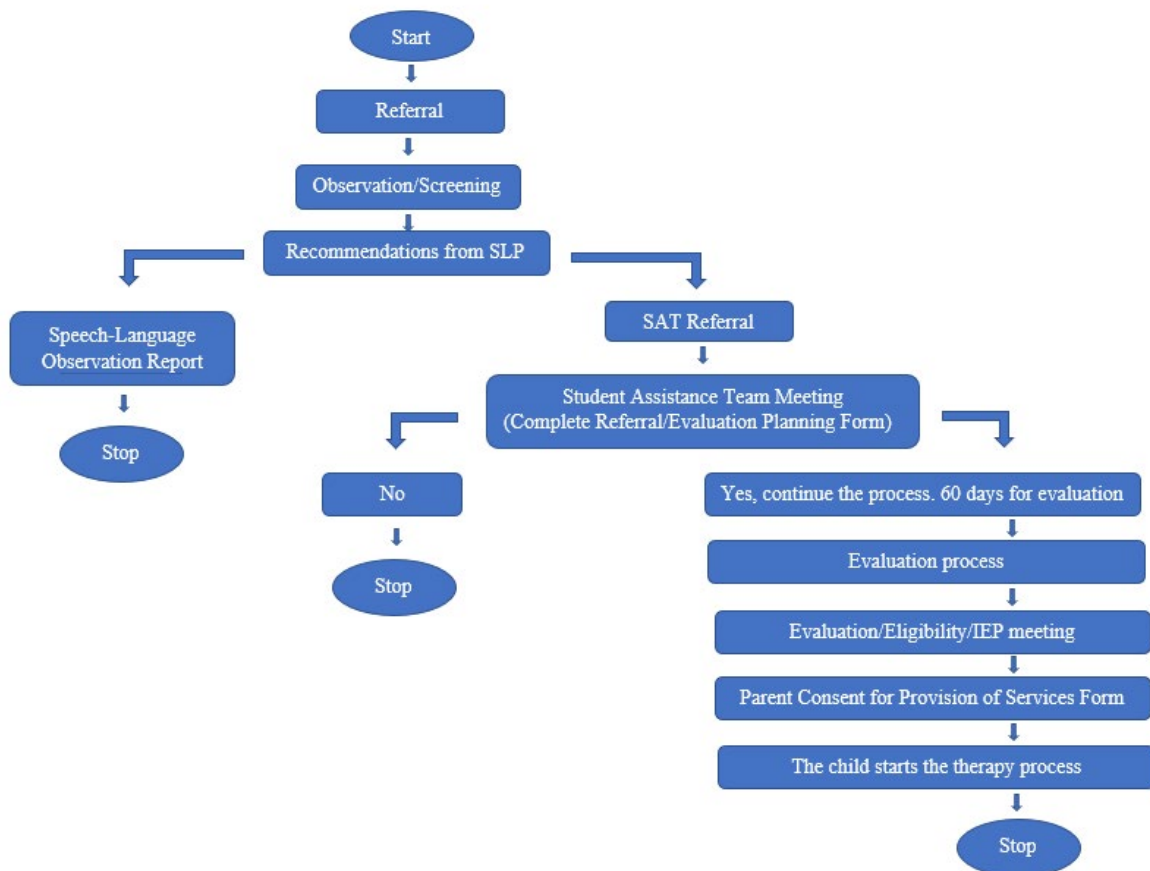 Start
Referral
Observation/Screening
Recommendations from SLP
Speech-Language
Observation Report
Stop
SAT Referral
Student Assistance Team Meeting
(Complete Referral/Evaluation Planning Form)
No
Stop
Yes, continue the process. 60 days for evaluation
Evaluation process
Evaluation/Eligibility/IEP meeting
Parent Consent for Provision of Services Form
The child starts the therapy process
Stop